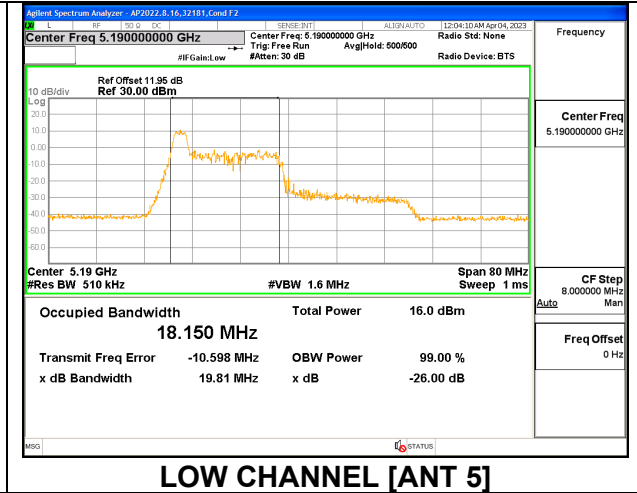 Agilent Spectrum Analyzer - AP2022.8.16,32181,Cond F2
L RF 50 Ω DC SENSE:INT ALIGN AUTO 12:04:10 AM Apr 04, 2023
Center Freq 5.190000000 GHz
Center Freq: 5.190000000 GHz
Radio Std: None
Trig: Free Run Avg|Hold: 500/500
#IFGain:Low #Atten: 30 dB Radio Device: BTS
Ref Offset 11.95 dB
10 dB/div Ref 30.00 dBm
Log
20.0
10.0
0.00
-10.0
-20.0
-30.0
-40.0
-50.0
-60.0
Center 5.19 GHz Span 80 MHz
#Res BW 510 kHz #VBW 1.6 MHz Sweep 1 ms
Occupied Bandwidth Total Power 16.0 dBm
18.150 MHz
Transmit Freq Error -10.598 MHz OBW Power 99.00 %
x dB Bandwidth 19.81 MHz x dB -26.00 dB
MSG STATUS
Frequency
Center Freq
5.190000000 GHz
CF Step
8.000000 MHz
Auto Man
Freq Offset
0 Hz
LOW CHANNEL [ANT 5]